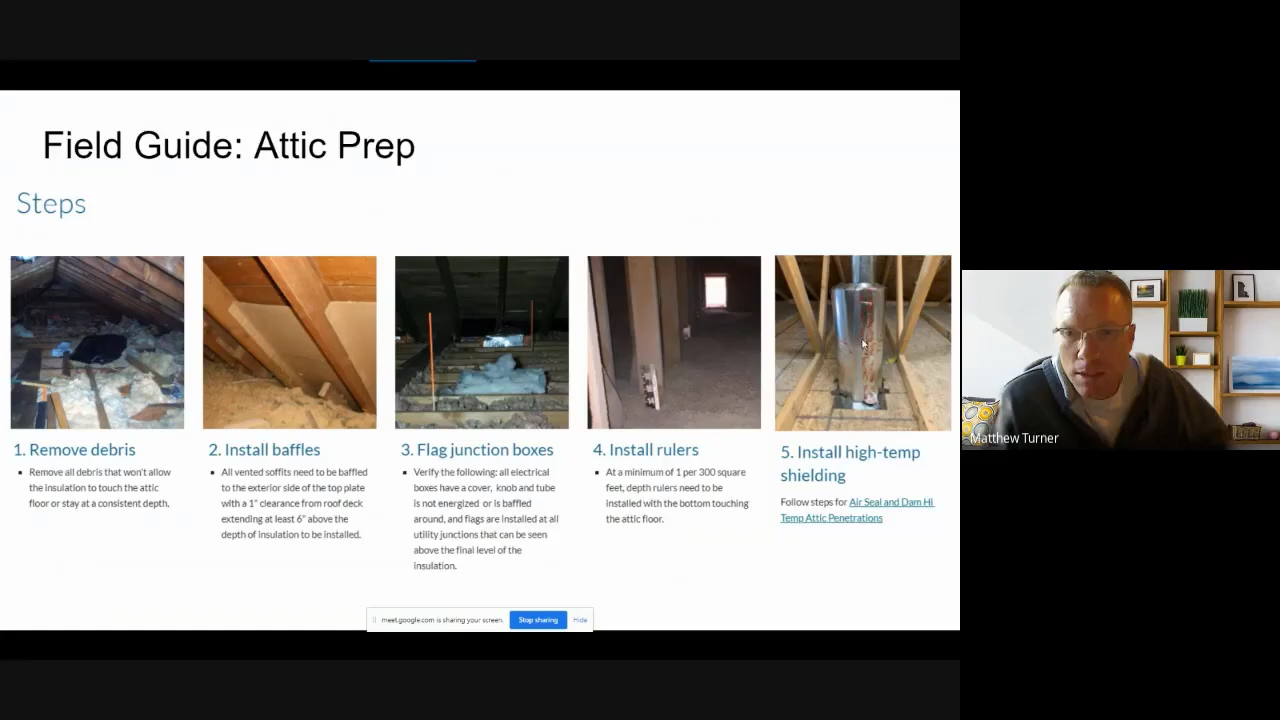 Field Guide: Attic Prep
Steps
1. Remove debris
Remove all debris that won't allow
the insulation to touch the attic
floor or stay at a consistent depth.
2. Install baffles
All vented soffits need to be baffled
to the exterior side of the top plate
with a 1" clearance from roof deck
extending at least 6" above the
depth of insulation to be installed.
3. Flag junction boxes
Verify the following: all electrical
boxes have a cover, knob and tube
is not energized or is baffled
around, and flags are installed at all
utility junctions that can be seen
above the final level of the
insulation.
4. Install rulers
At a minimum of 1 per 300 square
feet, depth rulers need to be
installed with the bottom touching
the attic floor.
5. Install high-temp
shielding
Follow steps for Air Seal and Dam Hi
Temp Attic Penetrations
meet.google.com is sharing your screen.
Stop sharing
Hide
Matthew Turner